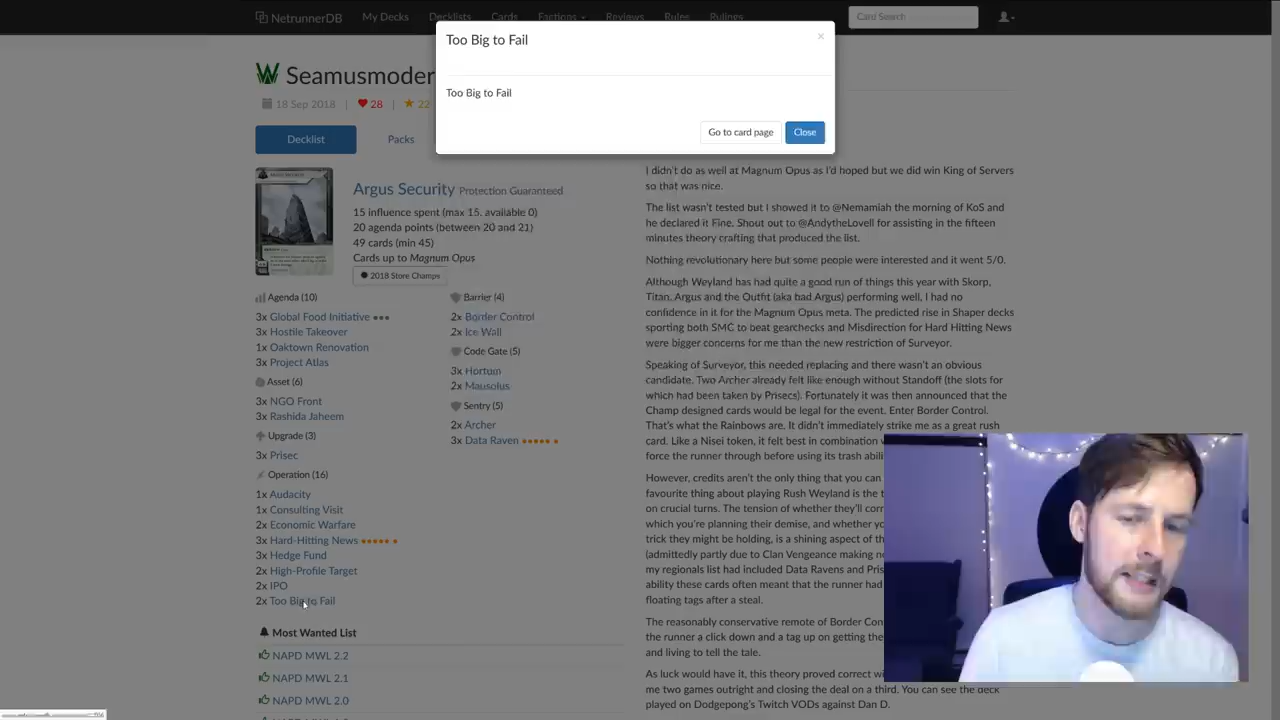 NetrunnerDB My Decks Decklists Cards Factions Reviews Rules Rulings Card Search
Too Big to Fail ×
Too Big to Fail
Go to card page Close
Seamusmoder
18 Sep 2018 | 28 | 22
Decklist Packs
Argus Security Protection Guaranteed
15 influence spent (max 15, available 0)
20 agenda points (between 20 and 21)
49 cards (min 45)
Cards up to Magnum Opus
2018 Store Champs
Agenda (10)
3x Global Food Initiative
3x Hostile Takeover
1x Oaktown Renovation
3x Project Atlas
Asset (6)
3x NGO Front
3x Rashida Jaheem
Upgrade (3)
3x Prisec
Operation (16)
1x Audacity
1x Consulting Visit
2x Economic Warfare
3x Hard-Hitting News
3x Hedge Fund
2x High-Profile Target
2x IPO
2x Too Big to Fail
Barrier (4)
2x Border Control
2x Ice Wall
Code Gate (5)
3x Hortum
2x Mausolus
Sentry (5)
2x Archer
3x Data Raven
Most Wanted List
NAPD MWL 2.2
NAPD MWL 2.1
NAPD MWL 2.0
I didn't do as well at Magnum Opus as I'd hoped but we did win King of Servers
so that was nice.
The list wasn't tested but I showed it to @Nemamiah the morning of KoS and
he declared it Fine. Shout out to @AndytheLovell for assisting in the fifteen
minutes theory crafting that produced the list.
Nothing revolutionary here but some people were interested and it went 5/0.
Although Weyland has had quite a good run of things this year with Skorp,
Titan, Argus and the Outfit (aka bad Argus) performing well, I had no
confidence in it for the Magnum Opus meta. The predicted rise in Shaper decks
sporting both SMC to beat gearchecks and Misdirection for Hard Hitting News
were bigger concerns for me than the new restriction of Surveyor.
Speaking of Surveyor, this needed replacing and there wasn't an obvious
candidate. Two Archer already felt like enough without Standoff (the slots for
which had been taken by Prisecs). Fortunately it was then announced that the
Champ designed cards would be legal for the event. Enter Border Control.
That's what the Rainbows are. It didn't immediately strike me as a great rush
card. Like a Nisei token, it felt best in combination
force the runner through before using its trash abili
However, credits aren't the only thing that you can
favourite thing about playing Rush Weyland is the t
on crucial turns. The tension of whether they'll corr
which you're planning their demise, and whether yo
trick they might be holding, is a shining aspect of th
(admittedly partly due to Clan Vengeance making ne
my regionals list had included Data Ravens and Pris
ability these cards often meant that the runner had
floating tags after a steal.
The reasonably conservative remote of Border Con
the runner a click down and a tag up on getting the
and living to tell the tale.
As luck would have it, this theory proved correct wi
me two games outright and closing the deal on a third. You can see the deck
played on Dodgepong's Twitch VODs against Dan D.